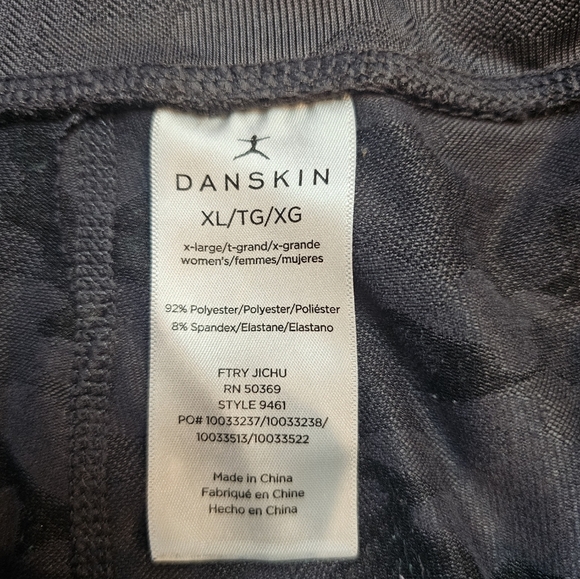 DANSKIN
XL/TG/XG
x-large/t-grand/x-grande
women's/femmes/mujeres
92% Polyester/Polyester/Poliéster
8% Spandex/Elastane/Elastano
FTRY JICHU
RN 50369
STYLE 9461
PO# 10033237/10033238/
10033513/10033522
Made in China
Fabriqué en Chine
Hecho en China